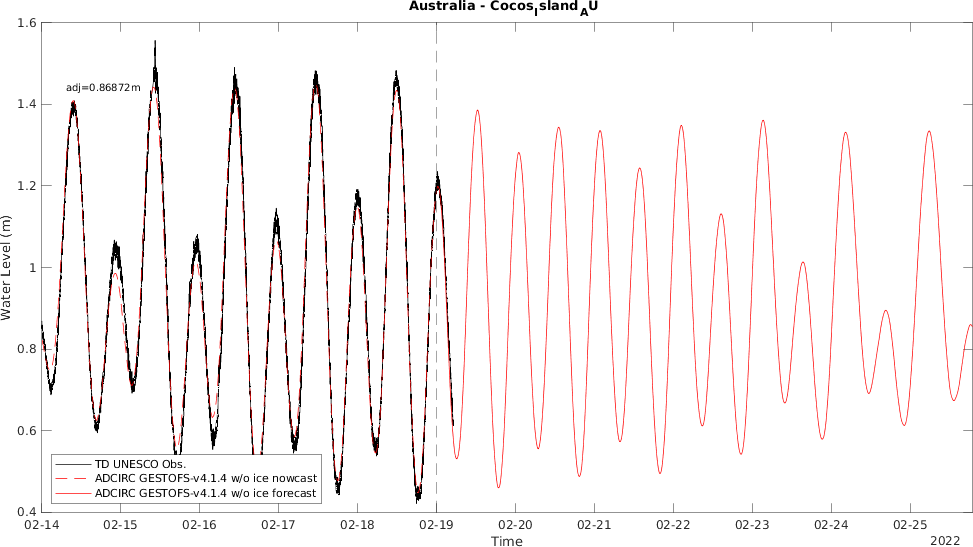 Australia - Cocos_Island_AU
1.6
1.4
1.2
1
0.8
0.6
0.4
Water Level (m)
adj=0.86872m
TD UNESCO Obs.
ADCIRC GESTOFS-v4.1.4 w/o ice nowcast
ADCIRC GESTOFS-v4.1.4 w/o ice forecast
02-14 02-15 02-16 02-17 02-18 02-19 02-20 02-21 02-22 02-23 02-24 02-25
Time
2022